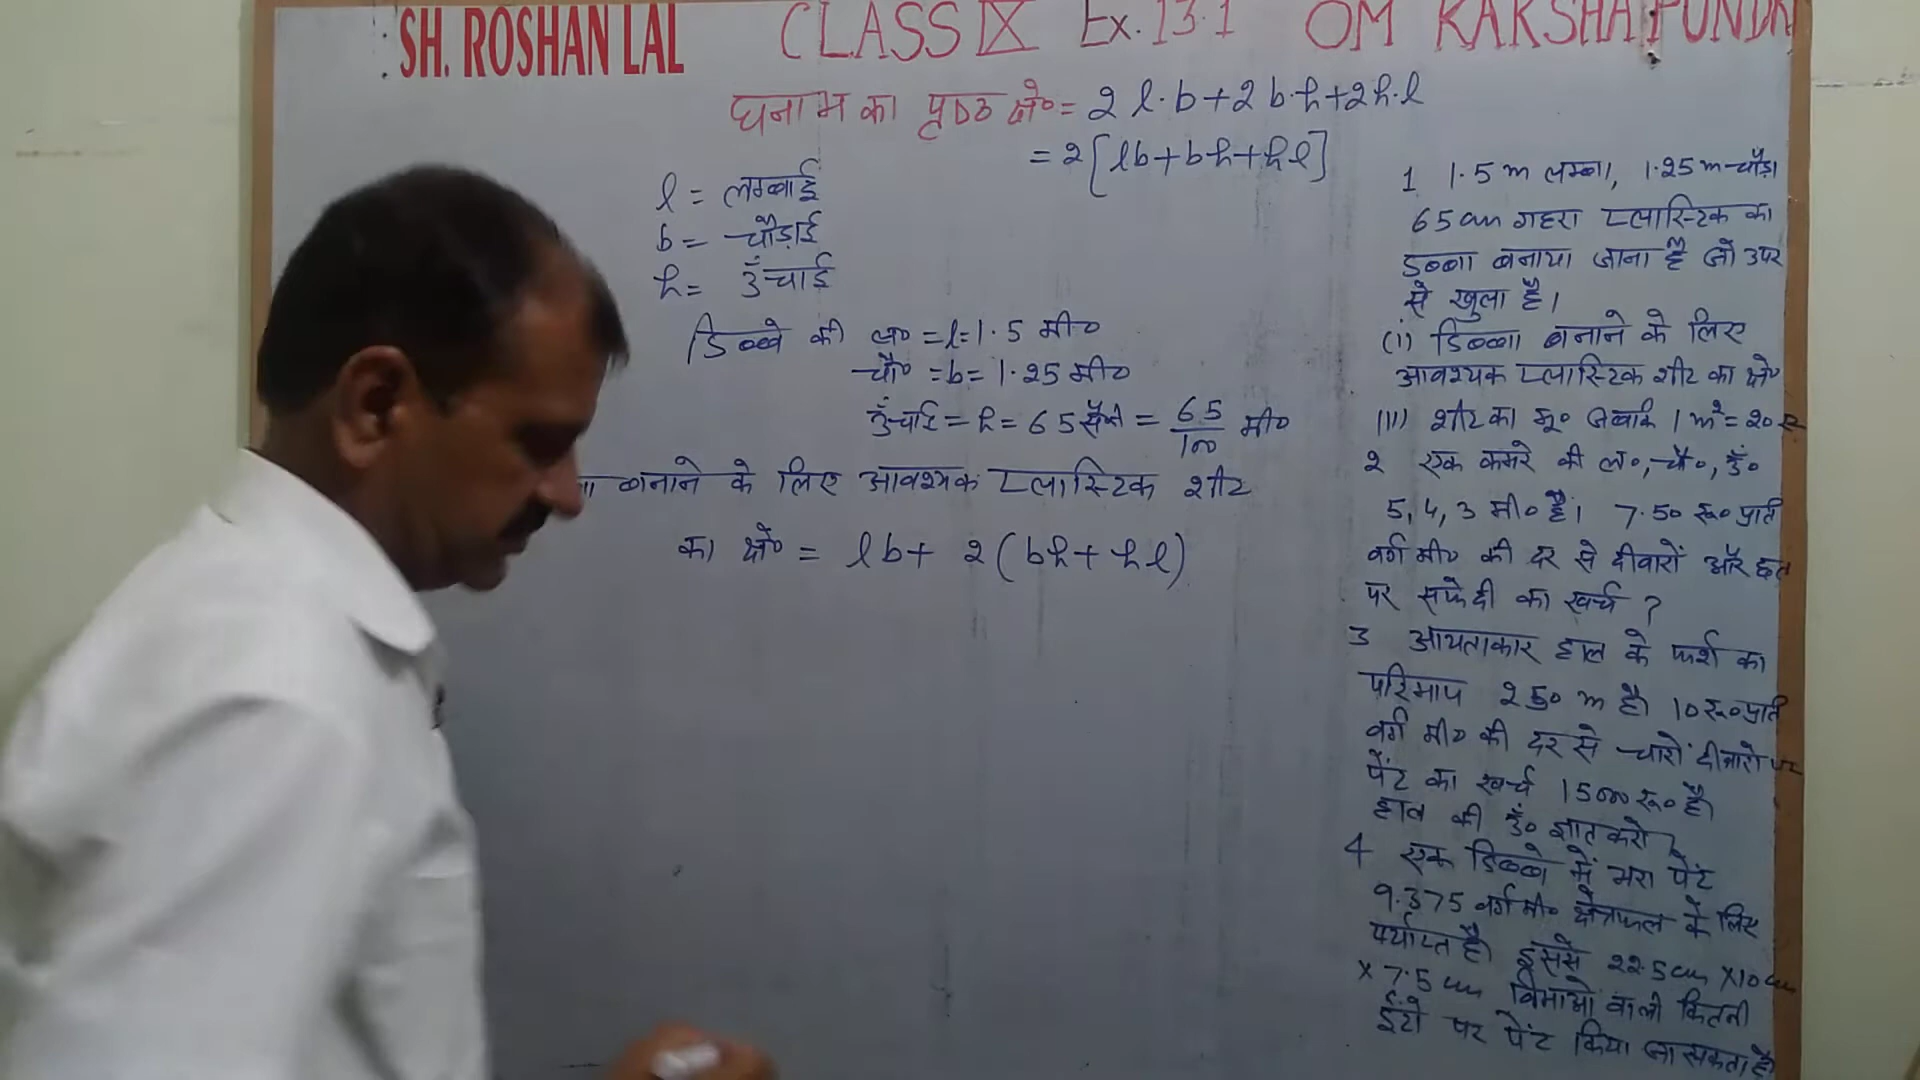 SH. ROSHAN LAL CLASS IX Ex. 13.1 OM KAKSHA PUNDRI
घनाभ का पृष्ठ क्षे० = 2 l·b + 2 b·h + 2h·l
= 2[lb + bh + hl]
l = लम्बाई
b = चौड़ाई
h = उँचाई
डिब्बे की ल० = l = 1.5 मी०
चौ० = b = 1.25 मी०
उँचाई = h = 65 सेंमी = 65/100 मी०
बनाने के लिए आवश्यक प्लास्टिक शीट
का क्षे० = lb + 2(bh + hl)
1 1.5 m लम्बा, 1.25 m चौड़ा
65 cm गहरा प्लास्टिक का
डब्बा बनाया जाना है जो उपर
से खुला है।
(i) डिब्बा बनाने के लिए
आवश्यक प्लास्टिक शीट का क्षे०
(ii) शीट का मू० जबकि 1 m² = 20 रू
2 एक कमरे की ल०, चौ०, उँ०
5, 4, 3 मी० है। 7.50 रू० प्रति
वर्ग मी० की दर से दीवारों और छत
पर सफेदी का खर्च ?
3 आयताकार हाल के फर्श का
परिमाप 250 m है। 10 रू० प्रति
वर्ग मी० की दर से चारों दीवारो पर
पेंट का खर्च 15000 रू० है।
हाल की उँ० ज्ञात करो ?
4 एक डिब्बे में भरा पेंट
9.375 वर्ग मी० क्षेत्रफल के लिए
पर्याप्त है। इससे 22.5 cm × 10 cm
× 7.5 cm विमाओ वाली कितनी
ईंटो पर पेंट किया जा सकता है